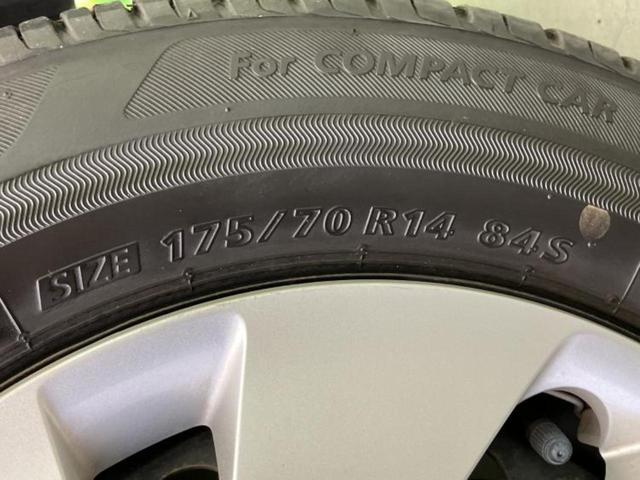 For COMPACT CAR
SIZE 175/70 R14 84S